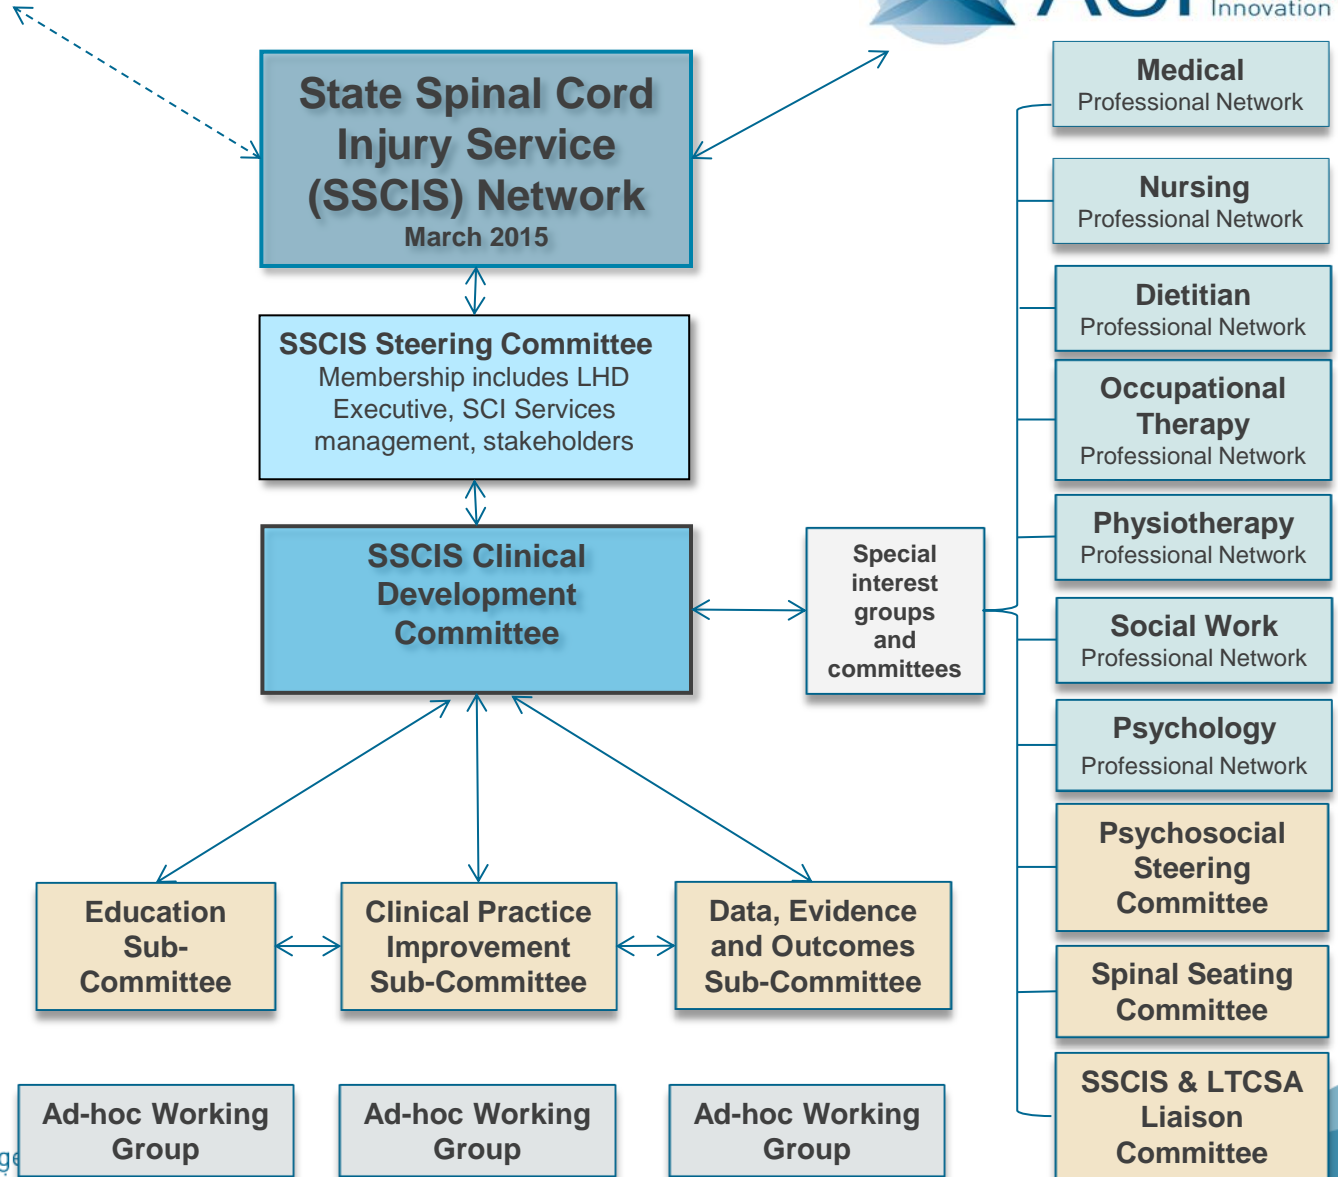 Innovation
State Spinal Cord
Injury Service
(SSCIS) Network
March 2015
SSCIS Steering Committee
Membership includes LHD
Executive, SCI Services
management, stakeholders
SSCIS Clinical
Development
Committee
Special
interest
groups
and
committees
Medical
Professional Network
Nursing
Professional Network
Dietitian
Professional Network
Occupational
Therapy
Professional Network
Physiotherapy
Professional Network
Social Work
Professional Network
Psychology
Professional Network
Psychosocial
Steering
Committee
Spinal Seating
Committee
SSCIS & LTCSA
Liaison
Committee
Education
Sub-
Committee
Clinical Practice
Improvement
Sub-Committee
Data, Evidence
and Outcomes
Sub-Committee
Ad-hoc Working
Group
Ad-hoc Working
Group
Ad-hoc Working
Group